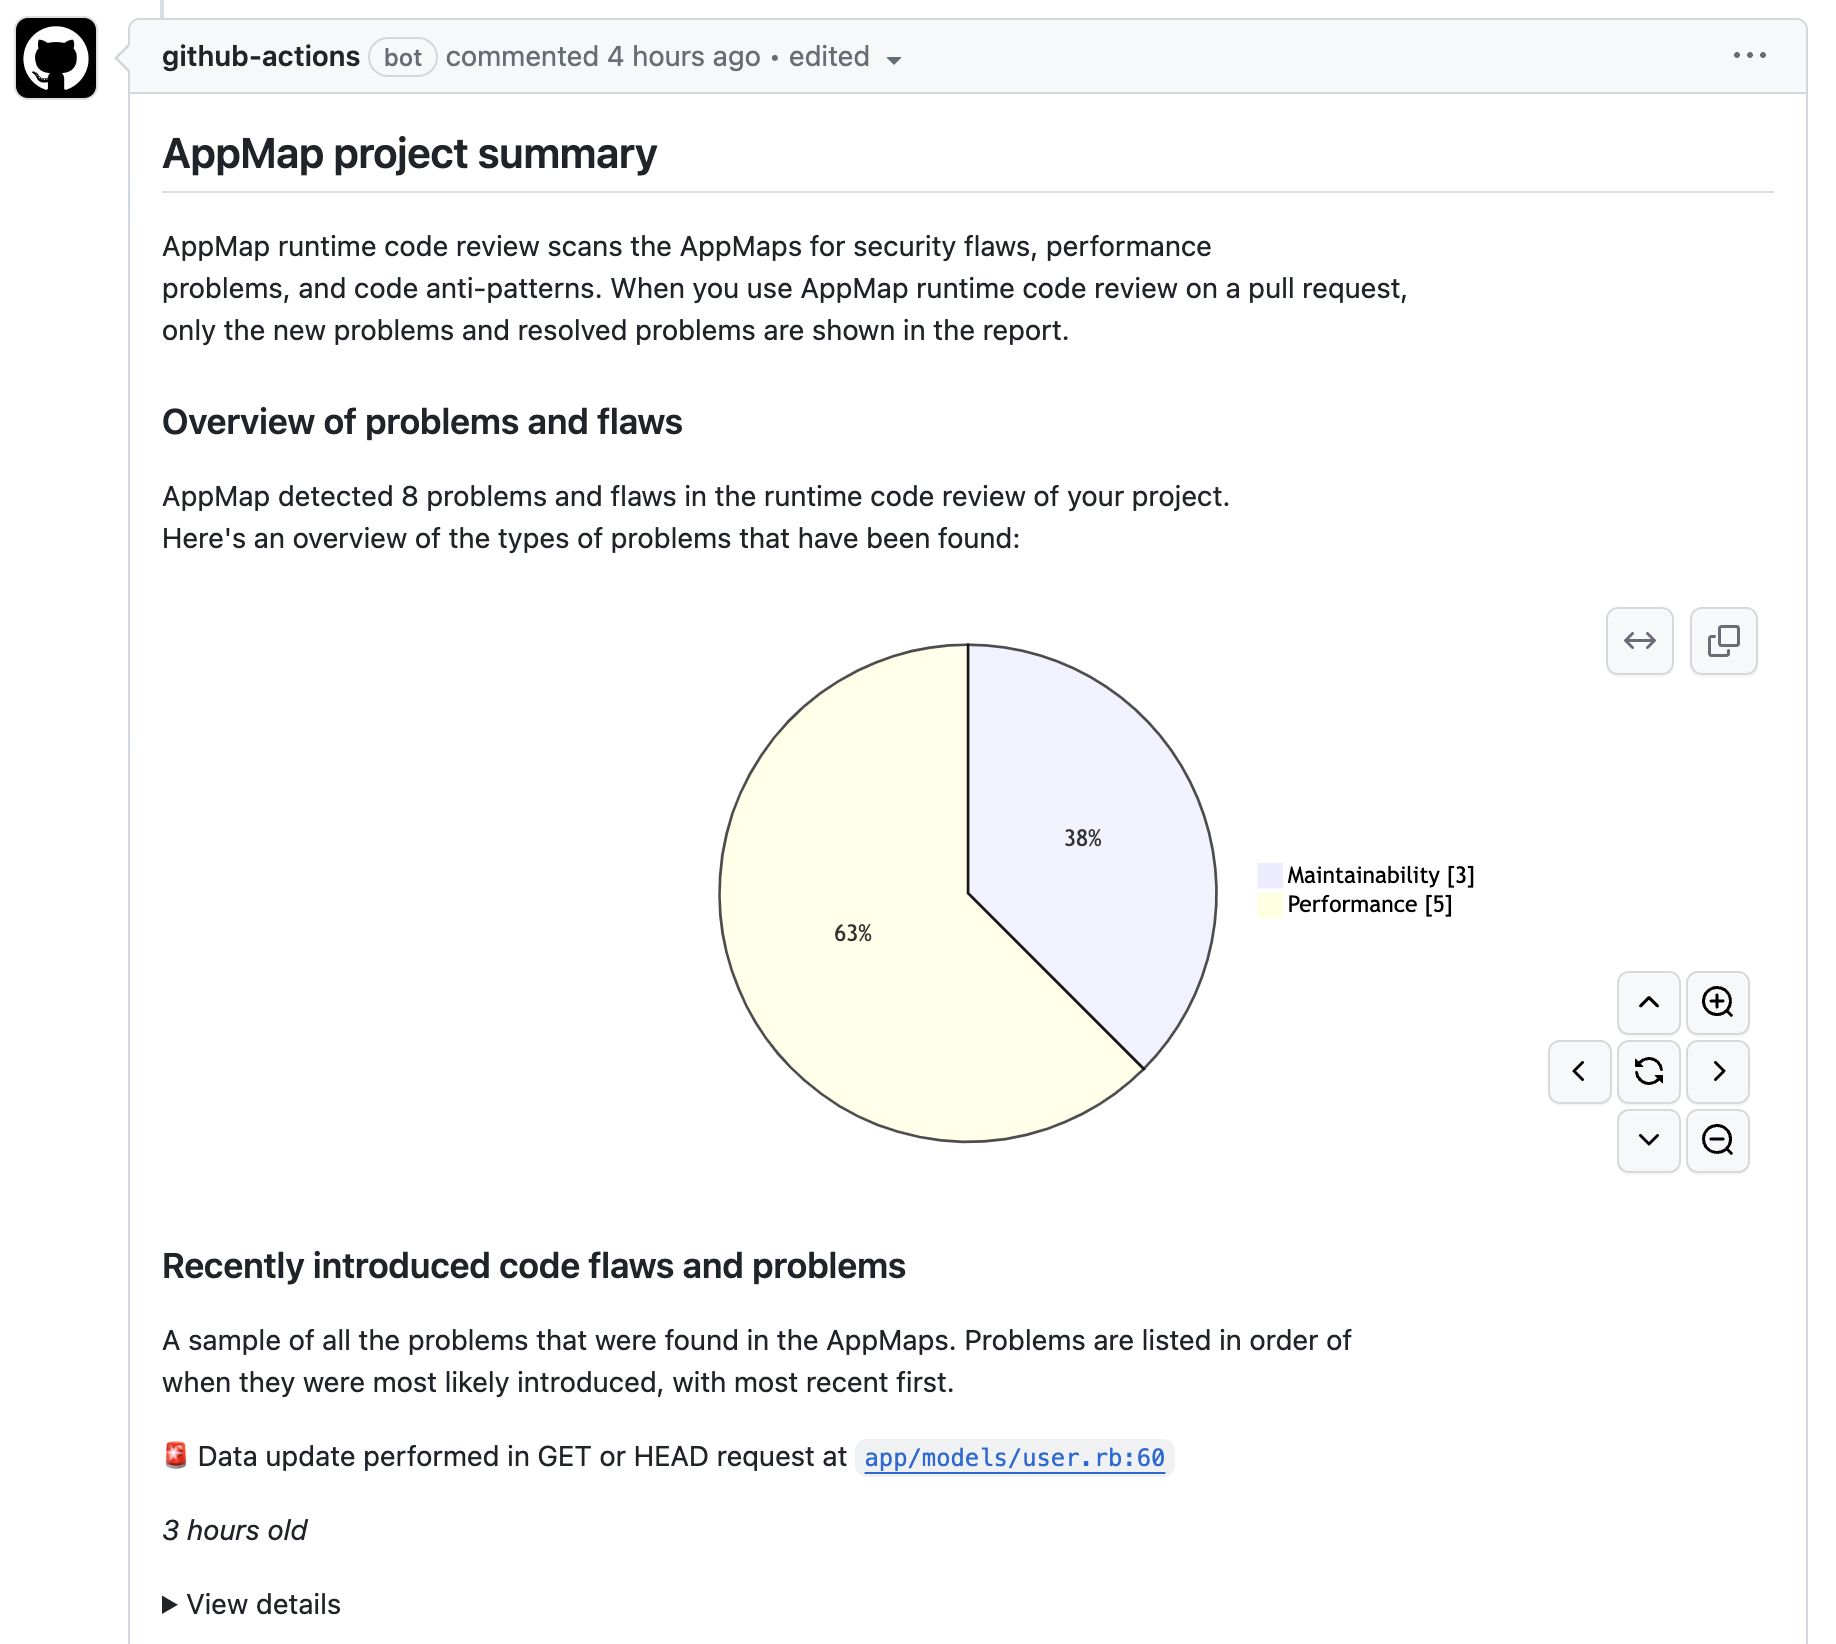 github-actions bot commented 4 hours ago • edited
AppMap project summary
AppMap runtime code review scans the AppMaps for security flaws, performance
problems, and code anti-patterns. When you use AppMap runtime code review on a pull request,
only the new problems and resolved problems are shown in the report.
Overview of problems and flaws
AppMap detected 8 problems and flaws in the runtime code review of your project.
Here's an overview of the types of problems that have been found:
38%
63%
Maintainability [3]
Performance [5]
Recently introduced code flaws and problems
A sample of all the problems that were found in the AppMaps. Problems are listed in order of
when they were most likely introduced, with most recent first.
🚨 Data update performed in GET or HEAD request at app/models/user.rb:60
3 hours old
▶ View details